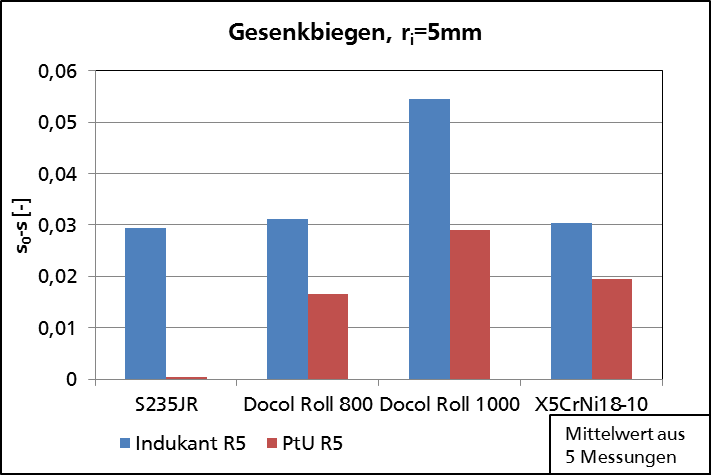 Gesenkbiegen, ri=5mm
0,06
0,05
0,04
0,03
0,02
0,01
0
s0-s [-]
S235JR Docol Roll 800 Docol Roll 1000 X5CrNi18-10
Indukant R5 PtU R5
Mittelwert aus
5 Messungen